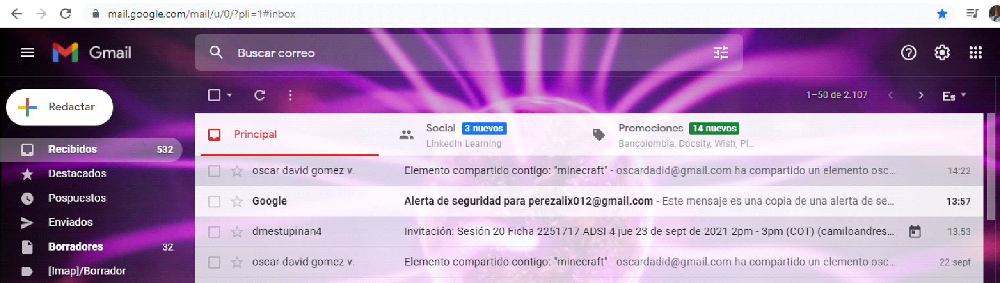 mail.google.com/mail/u/0/?pli=1#inbox
Gmail
Buscar correo
Redactar
1–50 de 2.107
Es
Principal
Social 3 nuevos
LinkedIn Learning
Promociones 14 nuevos
Bancolombia, Docsity, Wish, Pi...
Recibidos 532
Destacados
Pospuestos
Enviados
Borradores 32
[Imap]/Borrador
oscar david gomez v. Elemento compartido contigo: "minecraft" - oscardadid@gmail.com ha compartido un elemento osc... 14:22
Google Alerta de seguridad para perezalix012@gmail.com - Este mensaje es una copia de una alerta de se... 13:57
dmestupinan4 Invitación: Sesión 20 Ficha 2251717 ADSI 4 jue 23 de sept de 2021 2pm - 3pm (COT) (camiloandres... 13:53
oscar david gomez v. Elemento compartido contigo: "minecraft" - oscardadid@gmail.com ha compartido un elemento osc... 22 sept